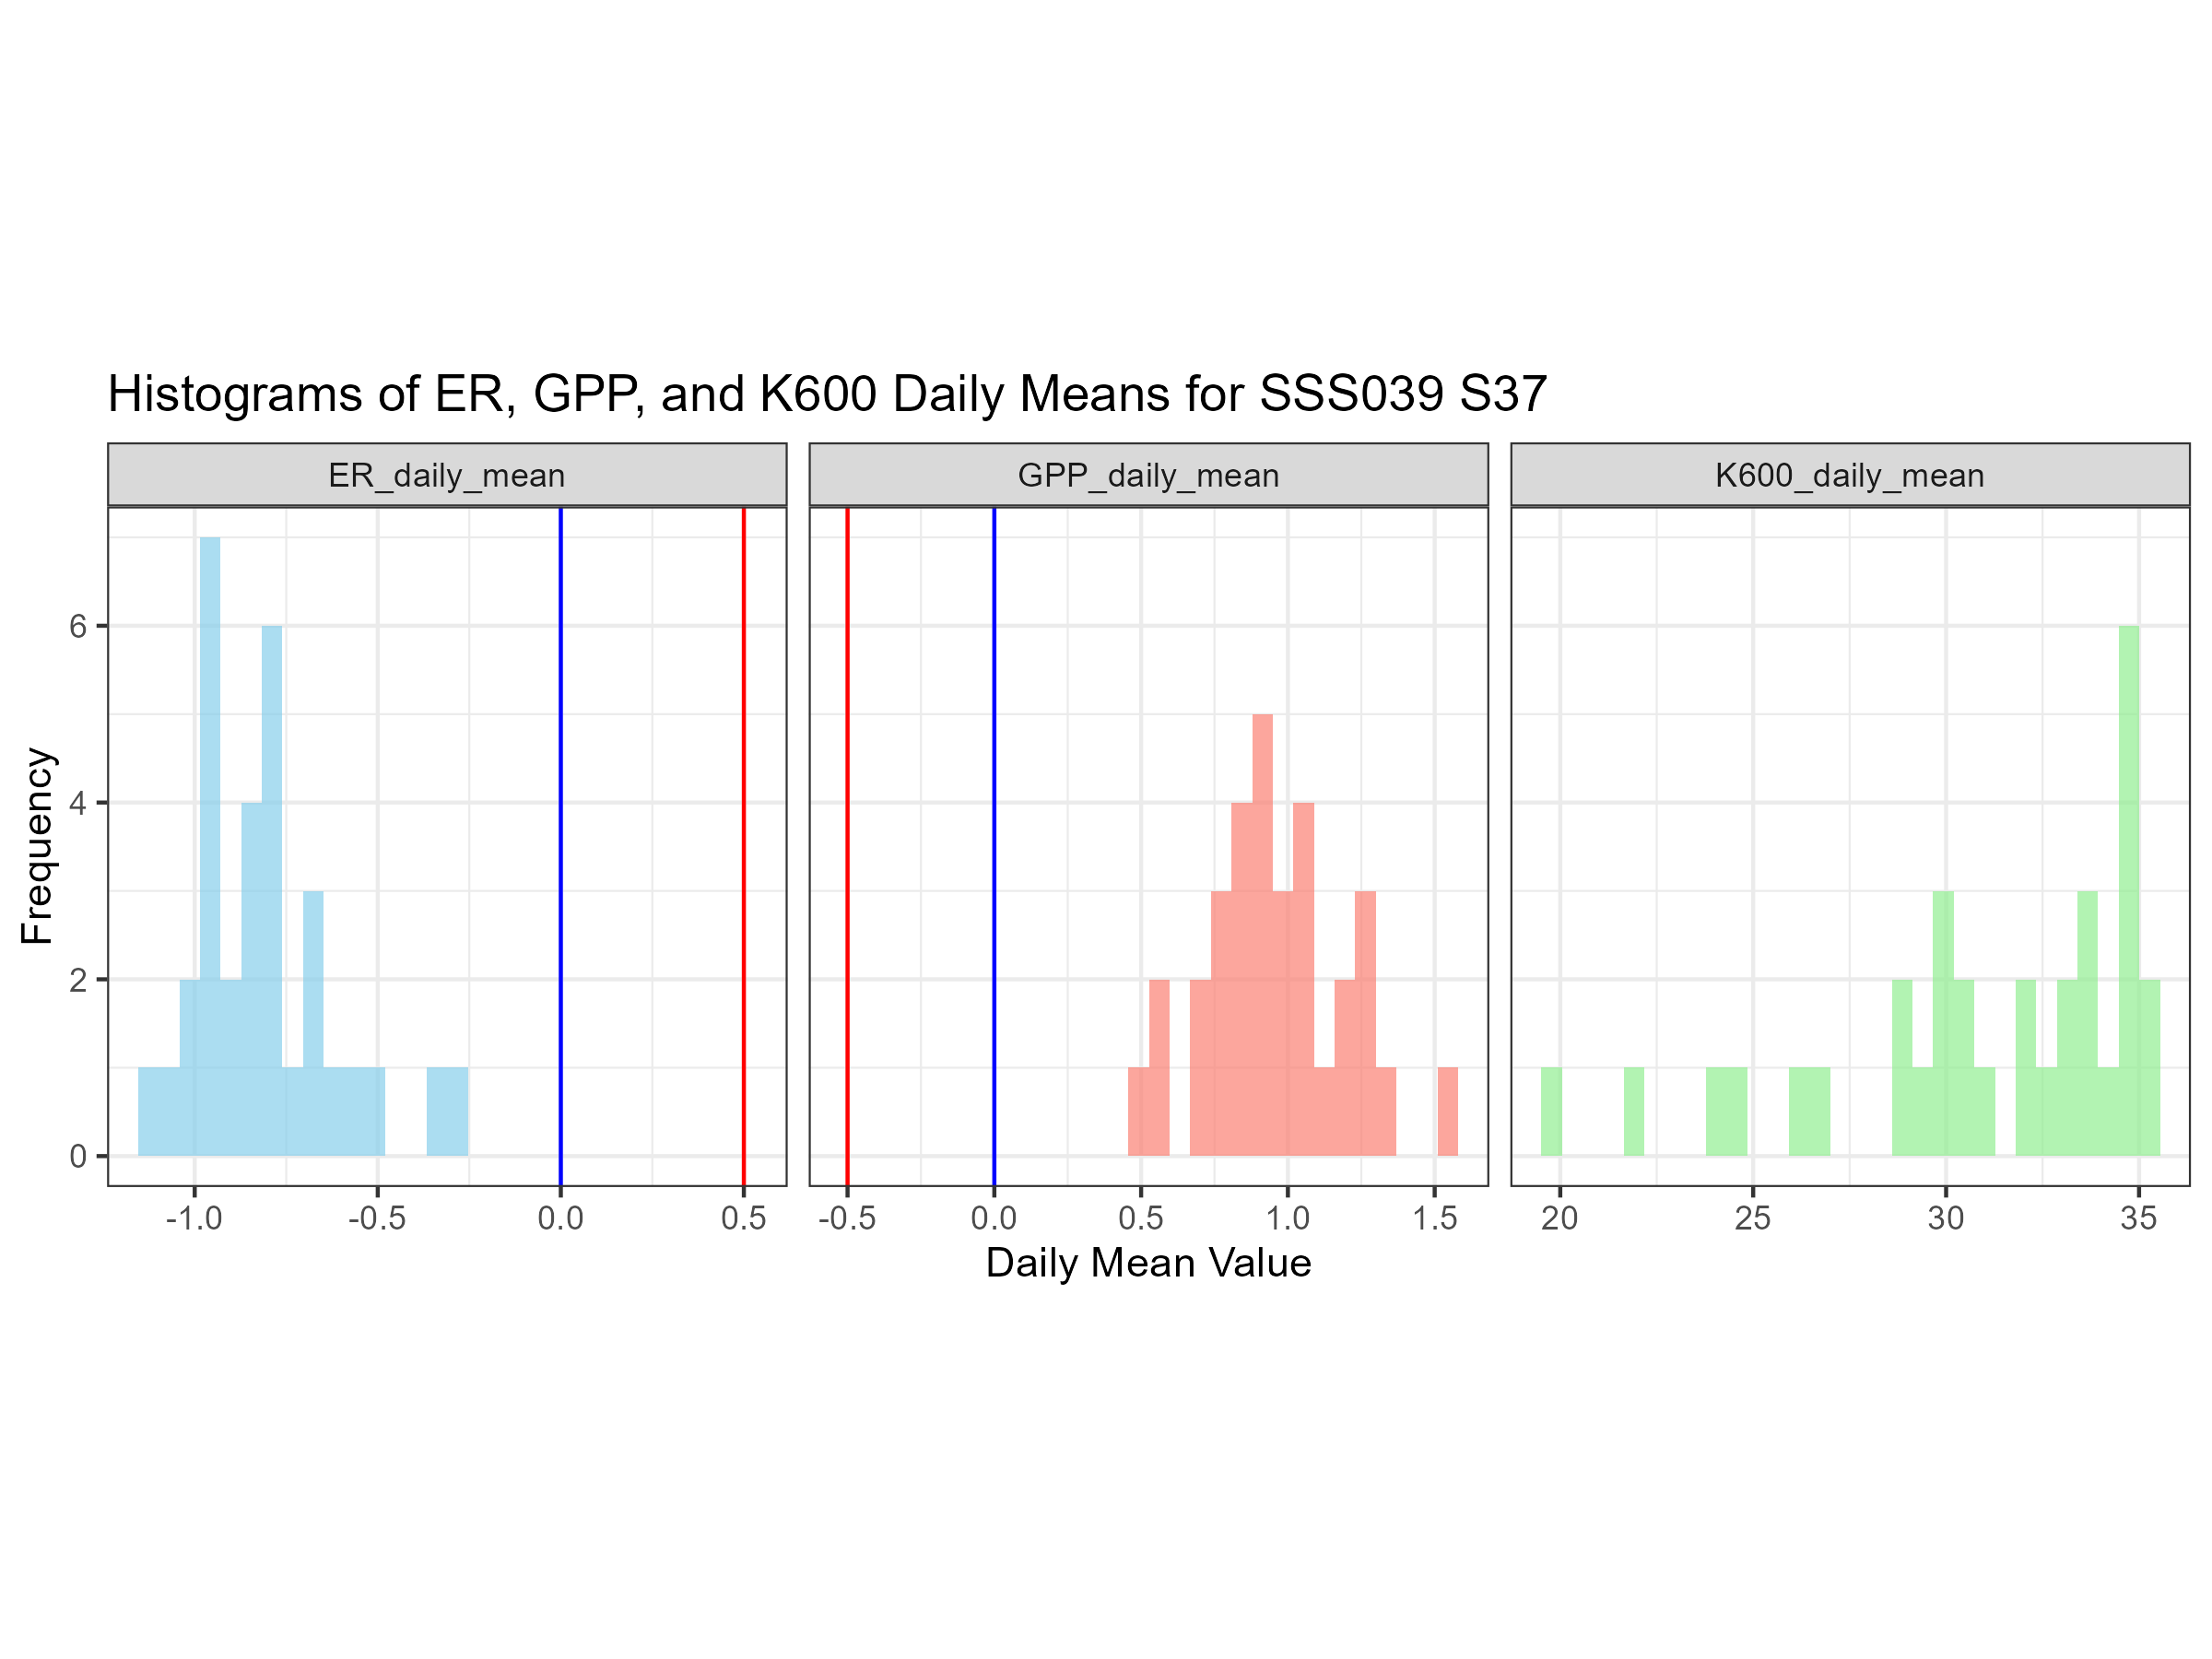 Histograms of ER, GPP, and K600 Daily Means for SSS039 S37
ER_daily_mean GPP_daily_mean K600_daily_mean
Frequency
6
4
2
0
-1.0 -0.5 0.0 0.5 -0.5 0.0 0.5 1.0 1.5 20 25 30 35
Daily Mean Value